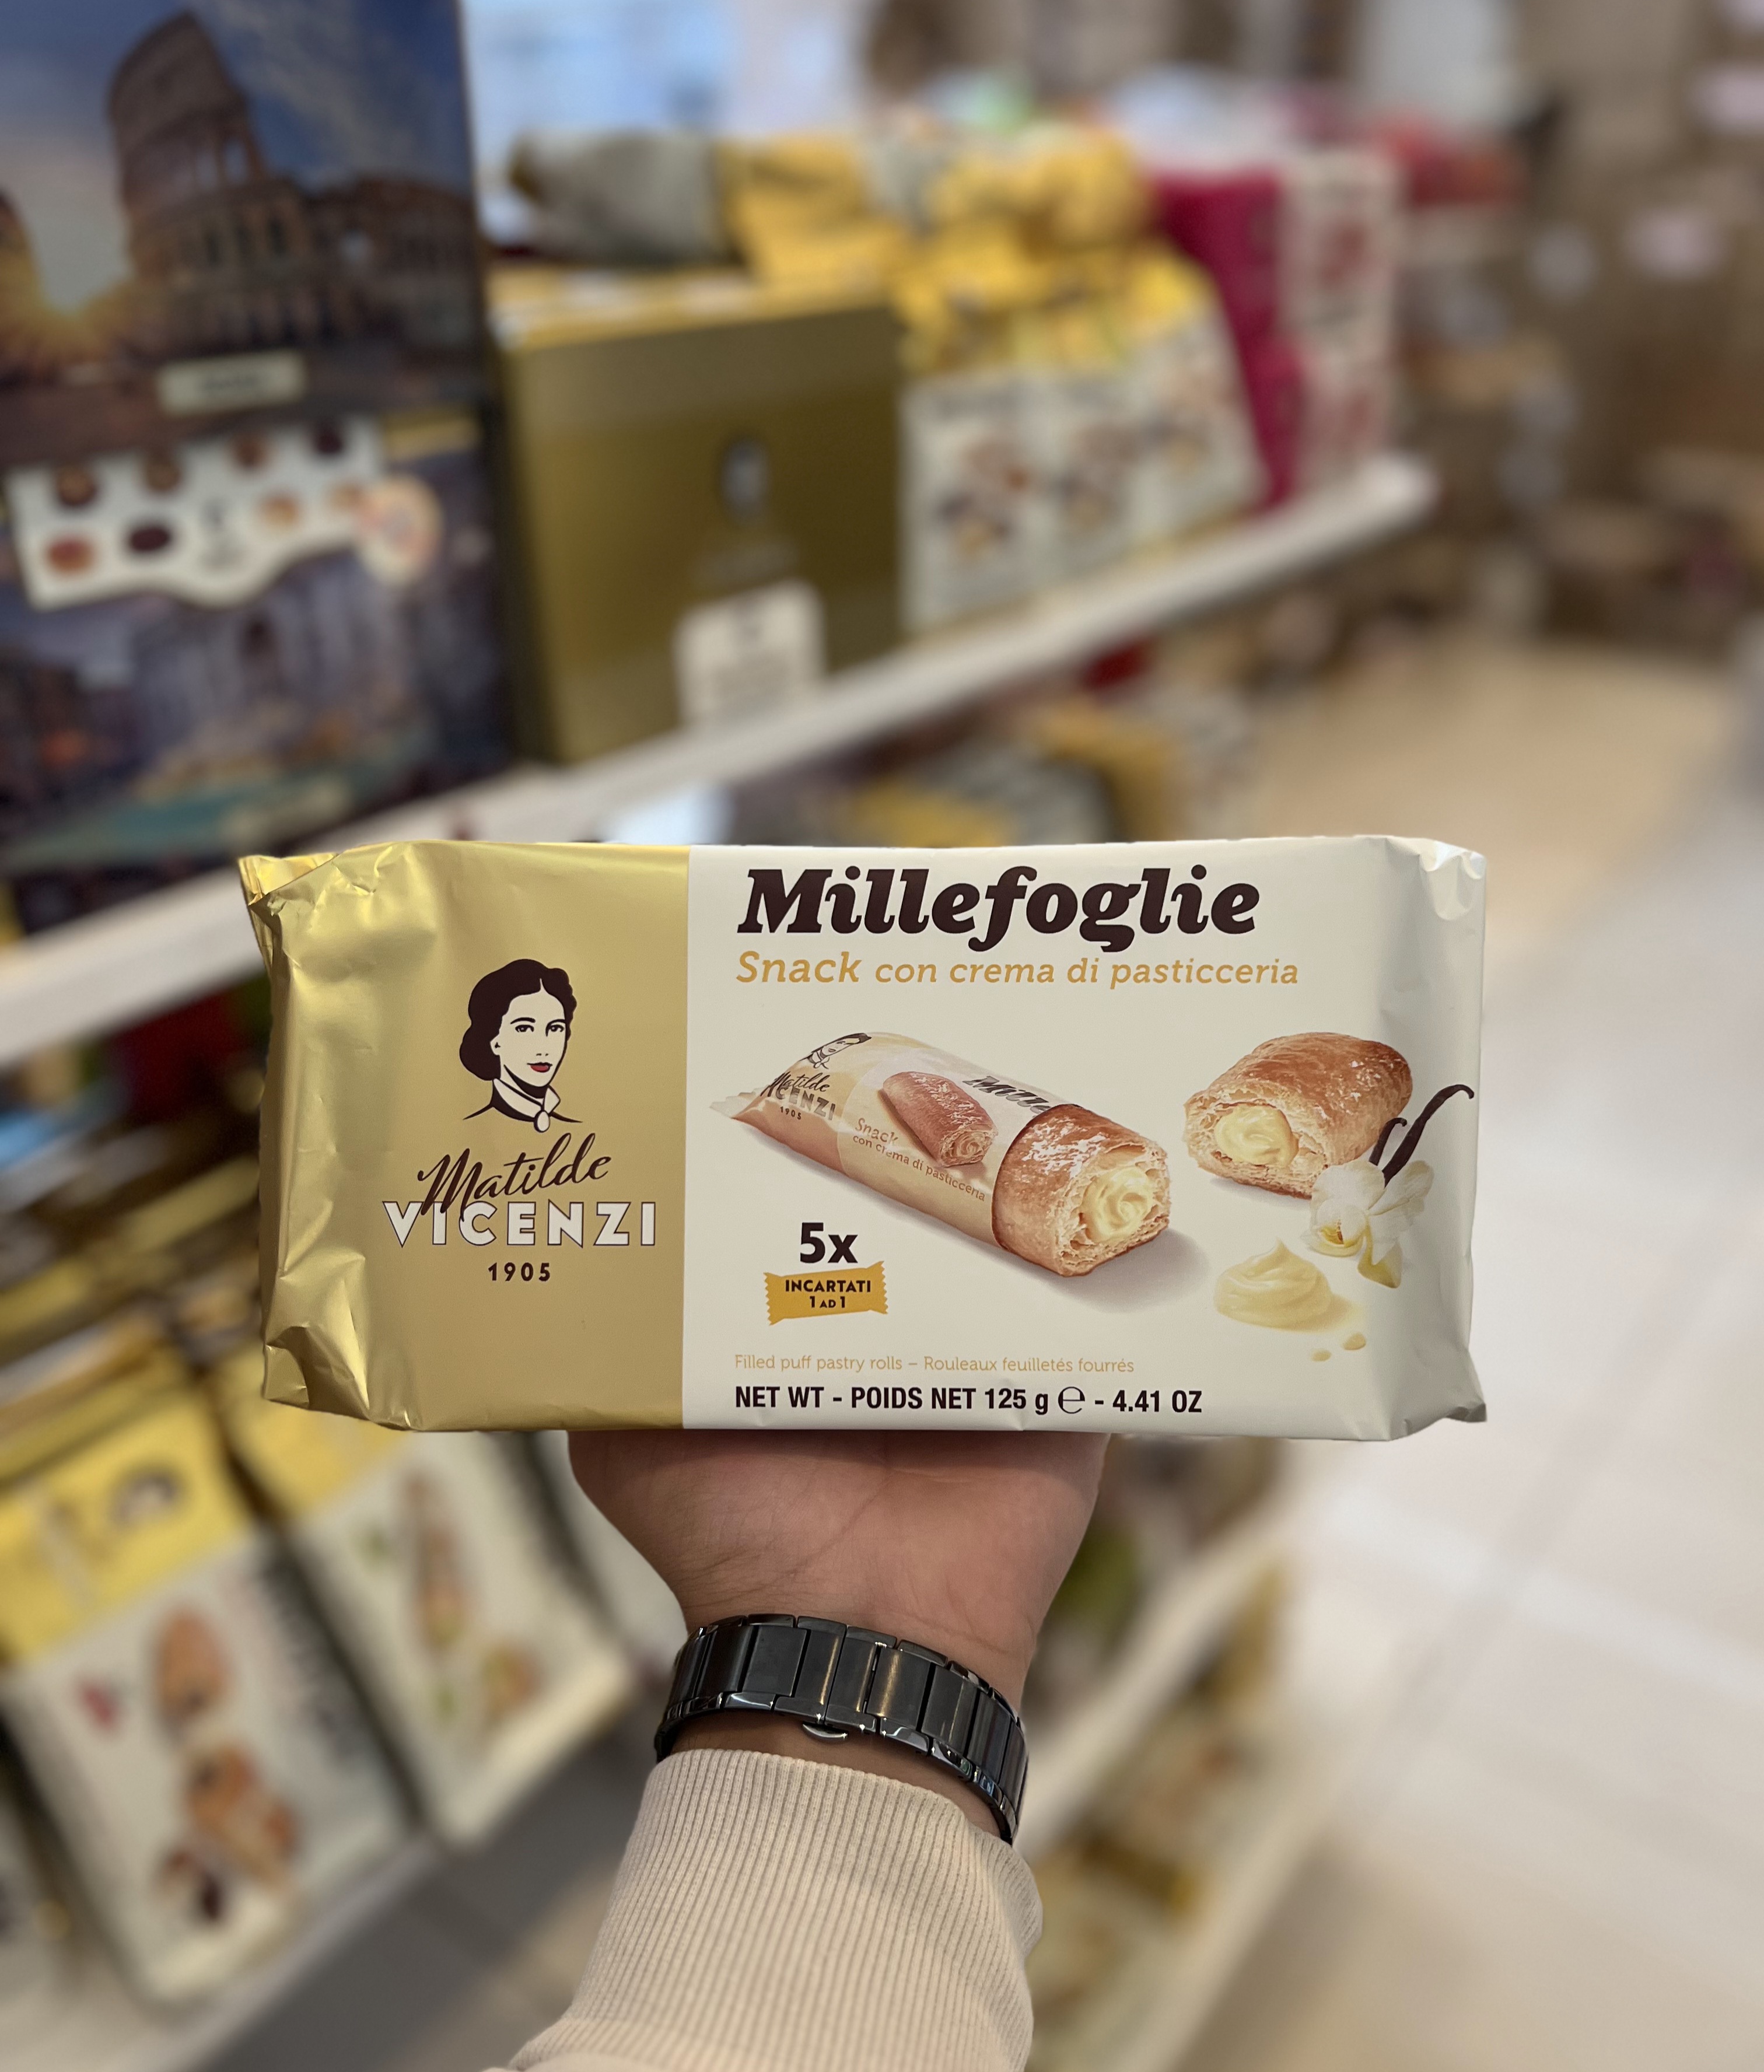 Millefoglie
Snack con crema di pasticceria
Matilde
VICENZI
1905
Matilde
VICENZI
1905
Snack
con crema di pasticceria
5x
INCARTATI
1 AD 1
Filled puff pastry rolls – Rouleaux feuilletés fourrés
NET WT - POIDS NET 125 g ℮ - 4.41 OZ